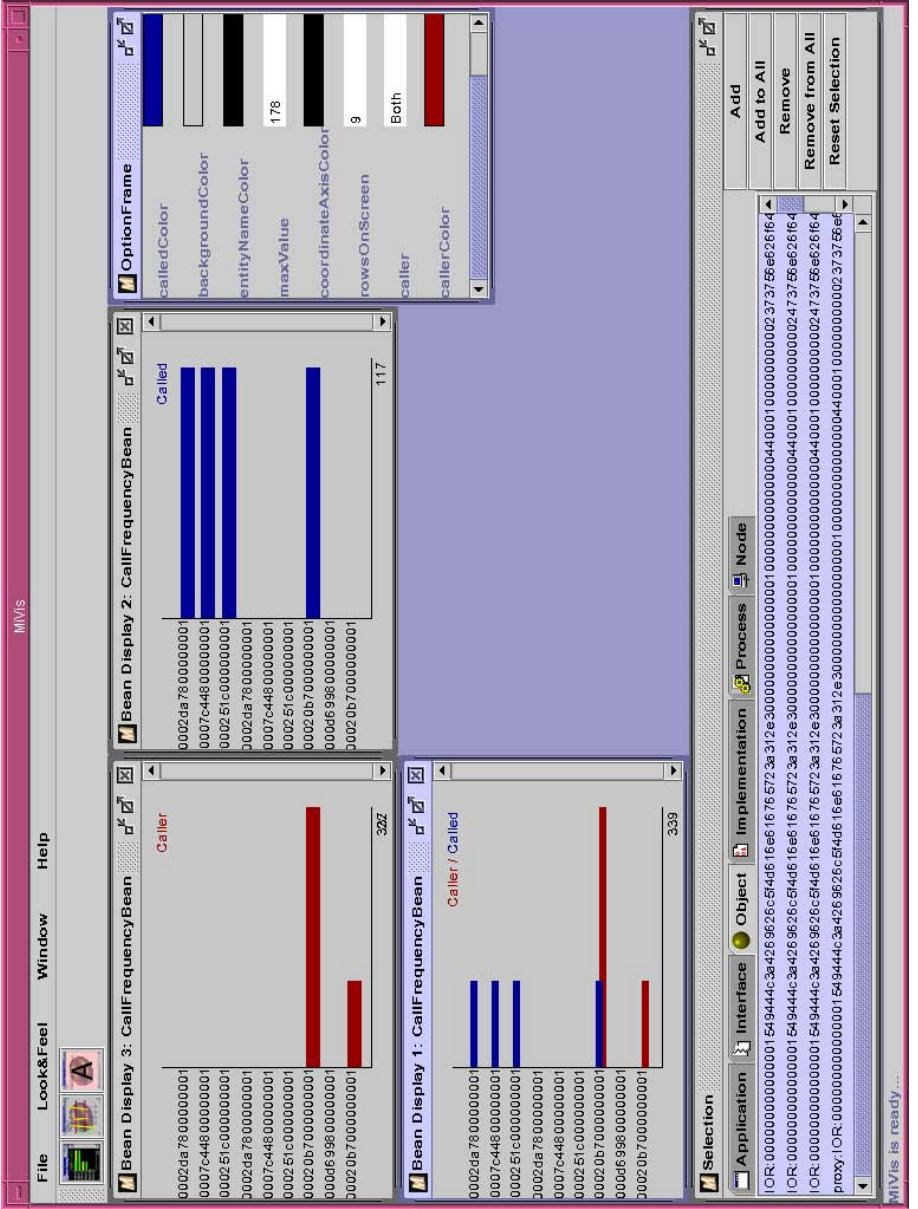 MiVis
File Look&Feel Window Help
Bean Display 3: CallFrequencyBean
Caller
0002da7800000001
0007c44800000001
000251c000000001
0002da7800000001
0007c44800000001
000251c000000001
00020b7000000001
000d699800000001
00020b7000000001
Bean Display 2: CallFrequencyBean
Called
0002da7800000001
0007c44800000001
000251c000000001
0002da7800000001
0007c44800000001
000251c000000001
00020b7000000001
000d699800000001
00020b7000000001
117
OptionFrame
calledColor
backgroundColor
entityNameColor
maxValue 178
coordinateAxisColor
rowsOnScreen 9
caller Both
callerColor
Bean Display 1: CallFrequencyBean
Caller / Called
0002da7800000001
0007c44800000001
000251c000000001
0002da7800000001
0007c44800000001
000251c000000001
00020b7000000001
000d699800000001
00020b7000000001
339
Selection
Application Interface Object Implementation Process Node
Add
Add to All
Remove
Remove from All
Reset Selection
MiVis is ready...